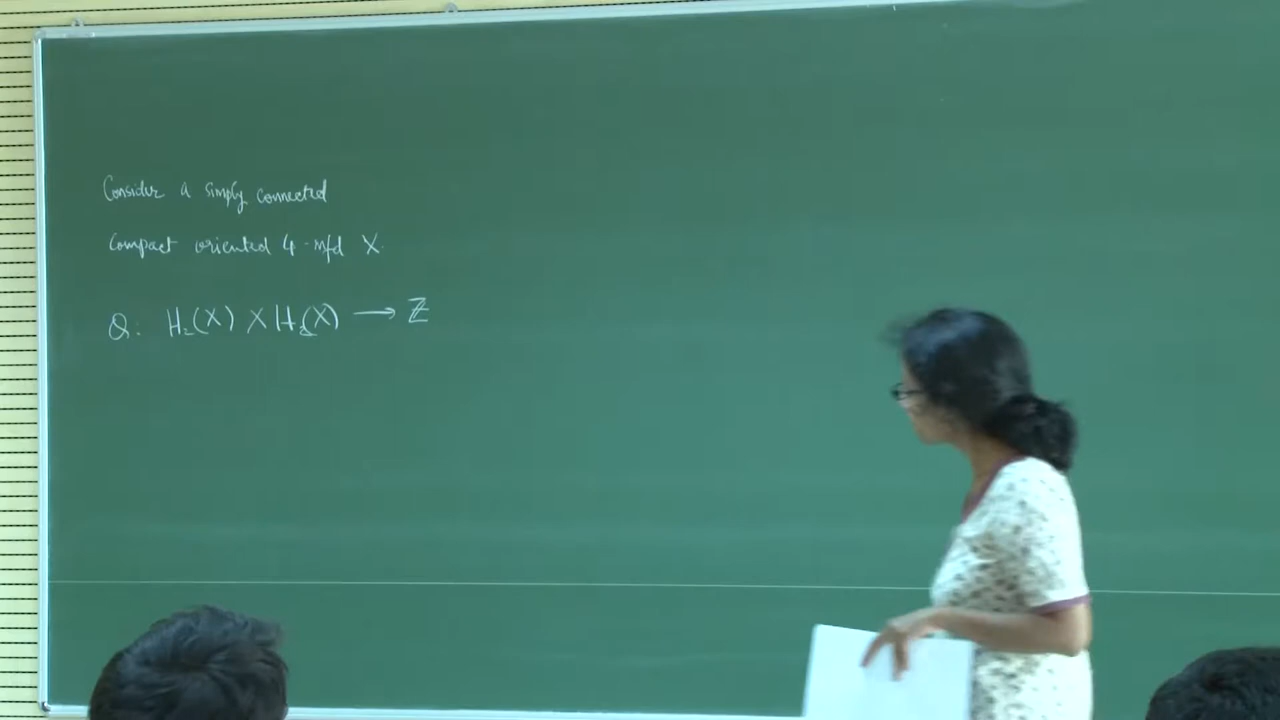 Consider a simply connected
Compact oriented 4-mfd X.
Q: H₂(X) × H₂(X) ⟶ ℤ